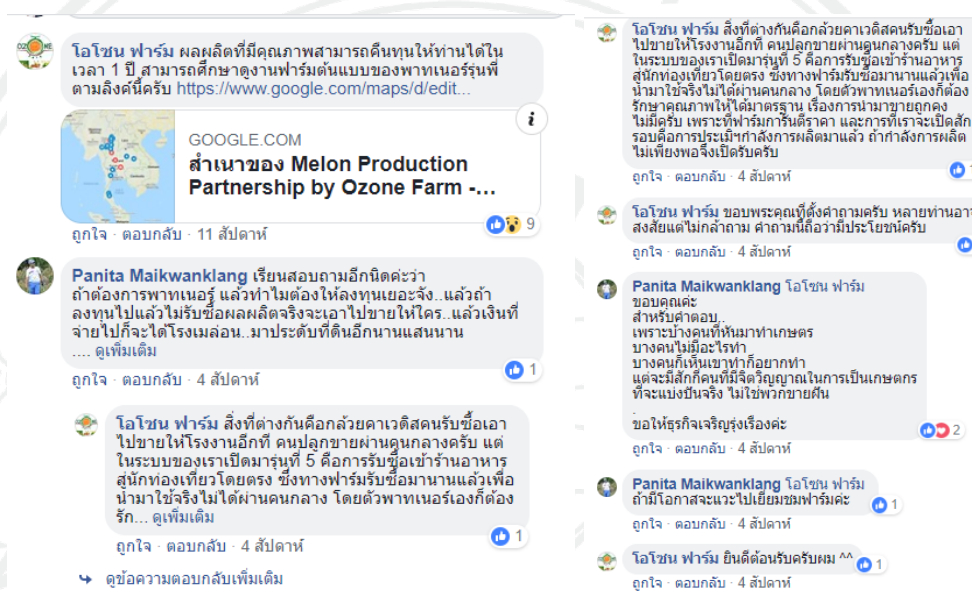 โอโซน ฟาร์ม ผลผลิตที่มีคุณภาพสามารถคืนทุนให้ท่านได้ใน
เวลา 1 ปี สามารถศึกษาดูงานฟาร์มต้นแบบของพาทเนอร์รุ่นพี่
ตามลิงค์นี้ครับ https://www.google.com/maps/d/edit...
GOOGLE.COM
สำเนาของ Melon Production
Partnership by Ozone Farm -...
9
ถูกใจ · ตอบกลับ · 11 สัปดาห์
Panita Maikwanklang เรียนสอบถามอีกนิดค่ะว่า
ถ้าต้องการพาทเนอร์ แล้วทำไมต้องให้ลงทุนเยอะจัง..แล้วถ้า
ลงทุนไปแล้วไม่รับซื้อผลผลิตจริงจะเอาไปขายให้ใคร..แล้วเงินที่
จ่ายไปก็จะได้โรงเมล่อน..มาประดับที่ดินอีกนานแสนนาน
.... ดูเพิ่มเติม
1
ถูกใจ · ตอบกลับ · 4 สัปดาห์
โอโซน ฟาร์ม สิ่งที่ต่างกันคือกล้วยคาเวดิสคนรับซื้อเอา
ไปขายให้โรงงานอีกที คนปลูกขายผ่านคนกลางครับ แต่
ในระบบของเราเปิดมารุ่นที่ 5 คือการรับซื้อเข้าร้านอาหาร
สู่นักท่องเที่ยวโดยตรง ซึ่งทางฟาร์มรับซื้อมานานแล้วเพื่อ
นำมาใช้จริงไม่ได้ผ่านคนกลาง โดยตัวพาทเนอร์เองก็ต้อง
รัก... ดูเพิ่มเติม
1
ถูกใจ · ตอบกลับ · 4 สัปดาห์
ดูข้อความตอบกลับเพิ่มเติม
โอโซน ฟาร์ม สิ่งที่ต่างกันคือกล้วยคาเวดิสคนรับซื้อเอา
ไปขายให้โรงงานอีกที คนปลูกขายผ่านคนกลางครับ แต่
ในระบบของเราเปิดมารุ่นที่ 5 คือการรับซื้อเข้าร้านอาหาร
สู่นักท่องเที่ยวโดยตรง ซึ่งทางฟาร์มรับซื้อมานานแล้วเพื่อ
นำมาใช้จริงไม่ได้ผ่านคนกลาง โดยตัวพาทเนอร์เองก็ต้อง
รักษาคุณภาพให้ได้มาตรฐาน เรื่องการนำมาขายถูกคง
ไม่มีครับ เพราะที่ฟาร์มการันตีราคา และการที่เราจะเปิดสัก
รอบคือการประเมิฯกำลังการผลิตมาแล้ว ถ้ากำลังการผลิต
ไม่เพียงพอจึงเปิดรับครับ
ถูกใจ · ตอบกลับ · 4 สัปดาห์
โอโซน ฟาร์ม ขอบพระคุณที่ตั้งคำถามครับ หลายท่านอาจ
สงสัยแต่ไม่กล้าถาม คำถามนี้ถือว่ามีประโยชน์ครับ
ถูกใจ · ตอบกลับ · 4 สัปดาห์
Panita Maikwanklang โอโซน ฟาร์ม
ขอบคุณค่ะ
สำหรับคำตอบ..
เพราะบ้างคนที่หันมาทำเกษตร
บางคนไม่มีอะไรทำ
บางคนก็เห็นเขาทำก็อยากทำ
แต่จะมีสักกี่คนที่มีจิตวิญญาณในการเป็นเกษตกร
ที่จะแบ่งปันจริง ไม่ใช่พวกขายฝัน
.
ขอให้ธุรกิจเจริญรุ่งเรืองค่ะ
2
ถูกใจ · ตอบกลับ · 4 สัปดาห์
Panita Maikwanklang โอโซน ฟาร์ม
ถ้ามีโอกาสจะแวะไปเยี่ยมชมฟาร์มค่ะ
1
ถูกใจ · ตอบกลับ · 4 สัปดาห์
โอโซน ฟาร์ม ยินดีต้อนรับครับผม ^^
1
ถูกใจ · ตอบกลับ · 4 สัปดาห์